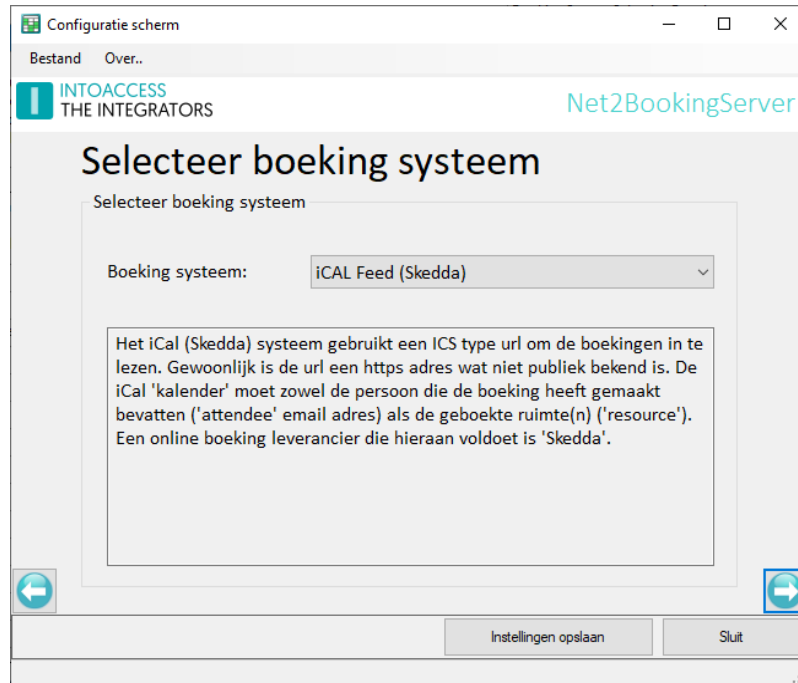 Configuratie scherm
Bestand Over..
INTOACCESS
THE INTEGRATORS
Net2BookingServer
Selecteer boeking systeem
Selecteer boeking systeem
Boeking systeem: iCAL Feed (Skedda)
Het iCal (Skedda) systeem gebruikt een ICS type url om de boekingen in te
lezen. Gewoonlijk is de url een https adres wat niet publiek bekend is. De
iCal 'kalender' moet zowel de persoon die de boeking heeft gemaakt
bevatten ('attendee' email adres) als de geboekte ruimte(n) ('resource').
Een online boeking leverancier die hieraan voldoet is 'Skedda'.
Instellingen opslaan Sluit